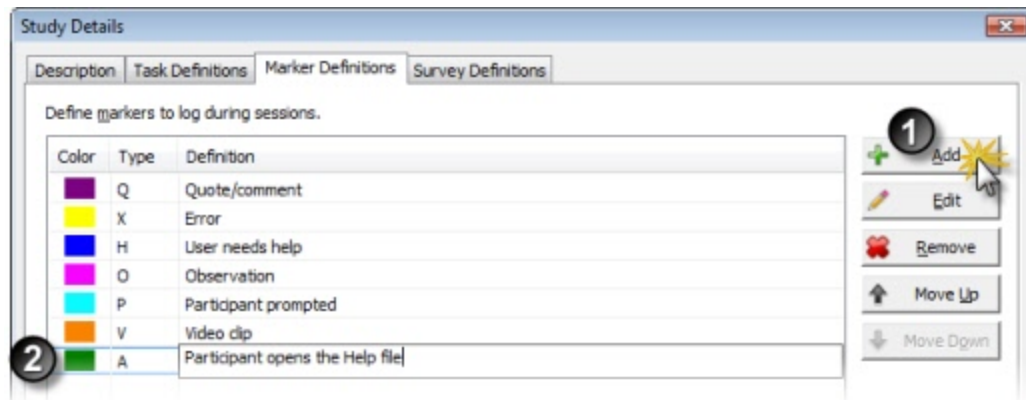 Study Details
Description Task Definitions Marker Definitions Survey Definitions
Define markers to log during sessions.
Color Type Definition
Q Quote/comment
X Error
H User needs help
O Observation
P Participant prompted
V Video clip
2 A Participant opens the Help file
1
Add
Edit
Remove
Move Up
Move Down